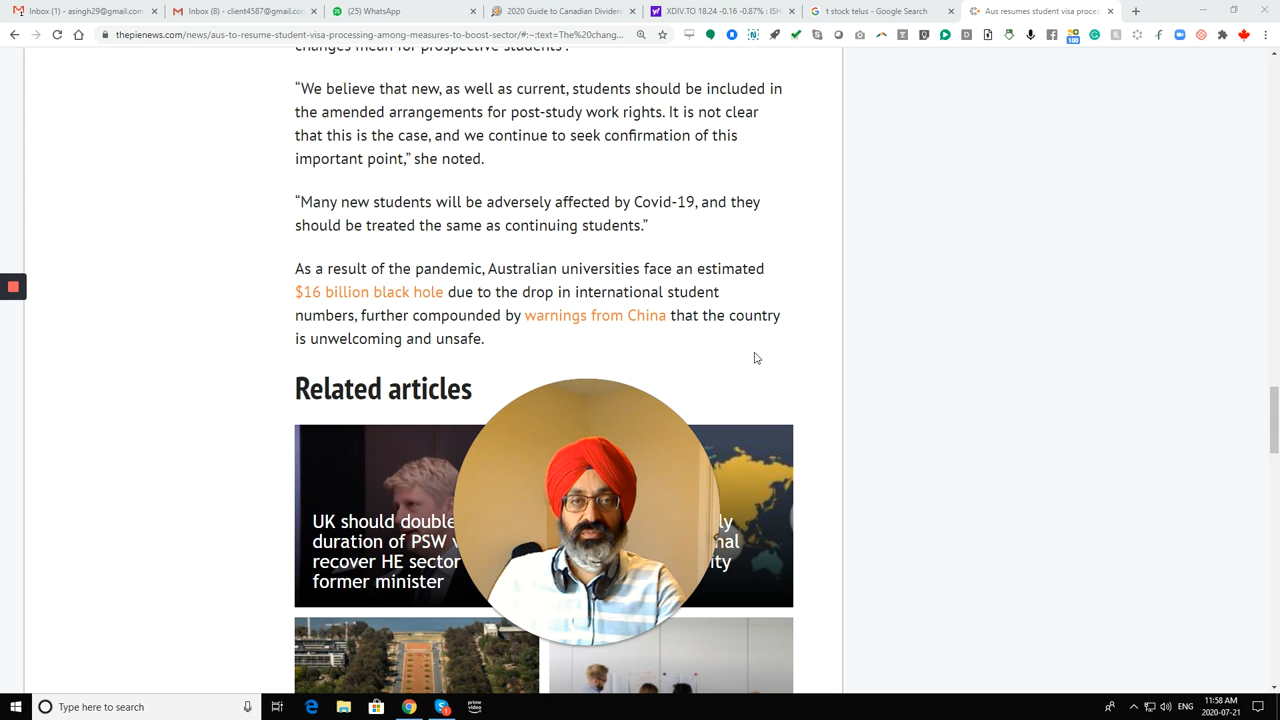 Inbox (1) - asingh29@gmail.com
Inbox (8) - client4587@gmail.com
(25) WhatsApp
2020 Guide to Canadian Dividen
XDIV.TO 18.24 -0.16 -0.87% : ISH
t stock telus - Google Search
Aus resumes student visa proces
thepienews.com/news/aus-to-resume-student-visa-processing-among-measures-to-boost-sector/#:~:text=The%20chang...
changes mean for prospective students?
“We believe that new, as well as current, students should be included in
the amended arrangements for post-study work rights. It is not clear
that this is the case, and we continue to seek confirmation of this
important point,” she noted.
“Many new students will be adversely affected by Covid-19, and they
should be treated the same as continuing students.”
As a result of the pandemic, Australian universities face an estimated
$16 billion black hole due to the drop in international student
numbers, further compounded by warnings from China that the country
is unwelcoming and unsafe.
Related articles
UK should double
duration of PSW
recover HE sector
former minister
Type here to search
prime video
ENG
11:58 AM
2020-07-21